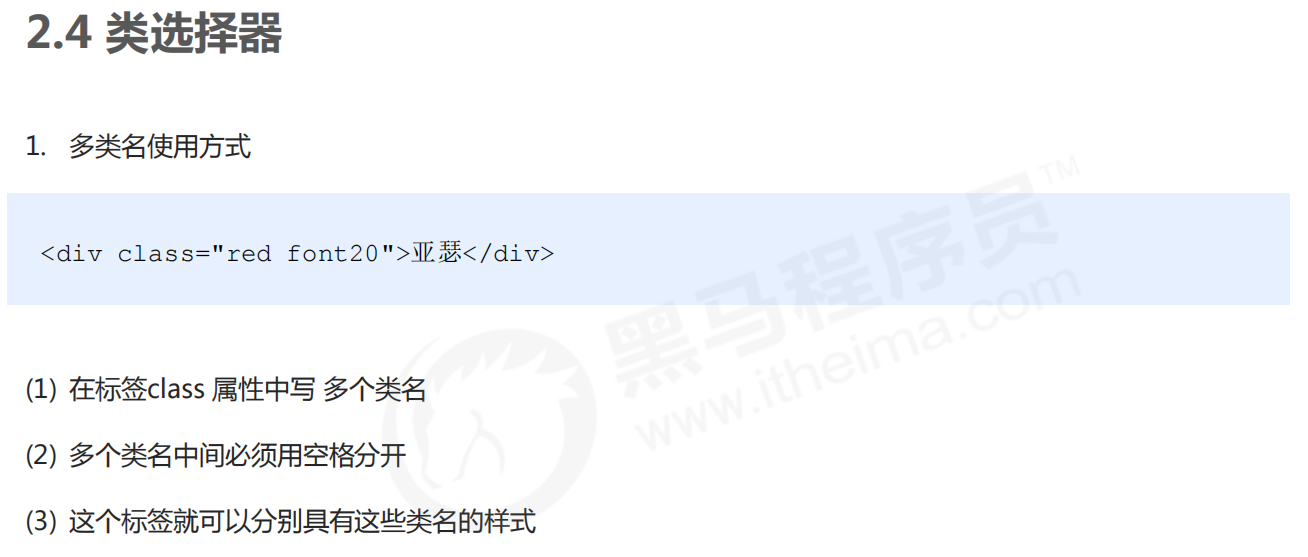 2.4 类选择器
1. 多类名使用方式
<div class="red font20">亚瑟</div>
黑马程序员™
www.itheima.com
(1) 在标签class 属性中写 多个类名
(2) 多个类名中间必须用空格分开
(3) 这个标签就可以分别具有这些类名的样式